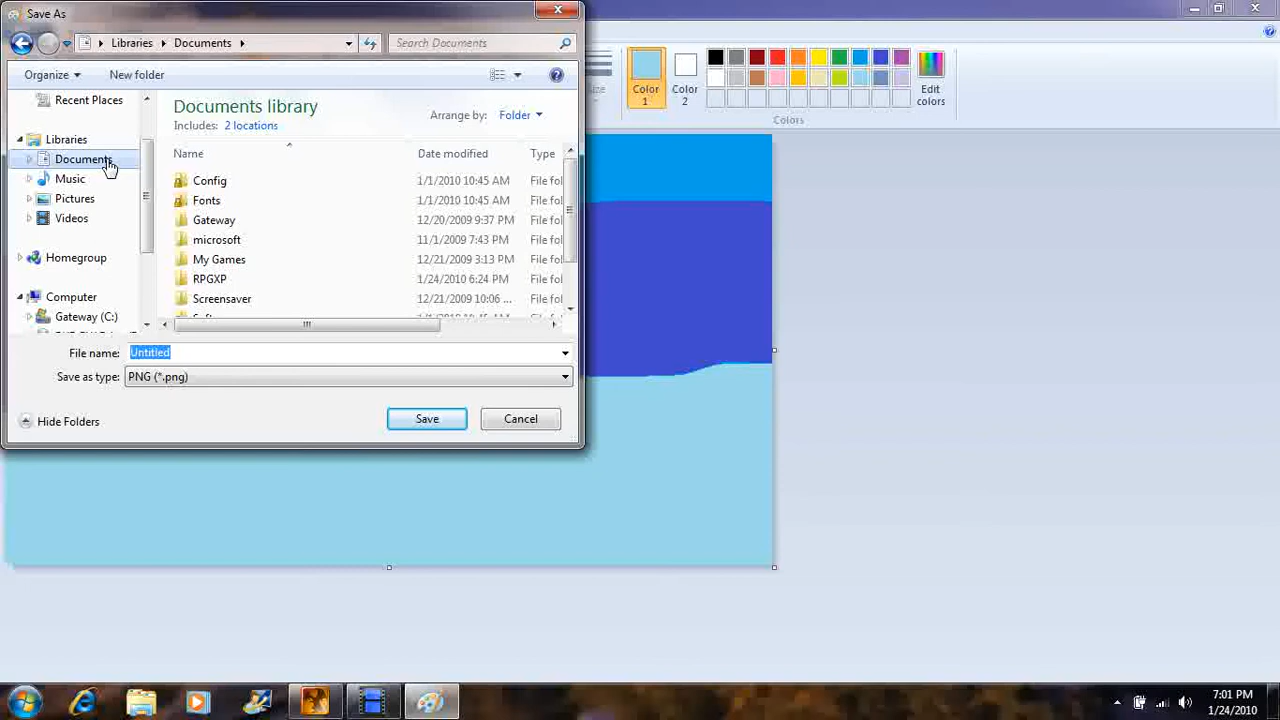 Save As
Libraries Documents Search Documents
Organize New folder
Recent Places
Libraries
Documents
Music
Pictures
Videos
Homegroup
Computer
Gateway (C:)
Documents library
Includes: 2 locations
Arrange by: Folder
Name Date modified Type
Config 1/1/2010 10:45 AM File fol
Fonts 1/1/2010 10:45 AM File fol
Gateway 12/20/2009 9:37 PM File fol
microsoft 11/1/2009 7:43 PM File fol
My Games 12/21/2009 3:13 PM File fol
RPGXP 1/24/2010 6:24 PM File fol
Screensaver 12/21/2009 10:06 ... File fol
File name: Untitled
Save as type: PNG (*.png)
Hide Folders
Save Cancel
Color 1
Color 2
Edit colors
Colors
7:01 PM
1/24/2010